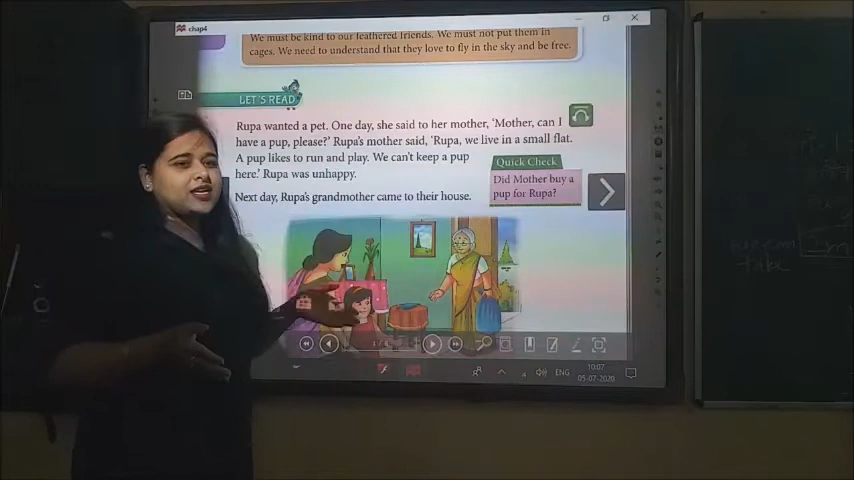 chap4
We must be kind to our feathered friends. We must not put them in
cages. We need to understand that they love to fly in the sky and be free.
LET'S READ
Rupa wanted a pet. One day, she said to her mother, 'Mother, can I
have a pup, please?' Rupa's mother said, 'Rupa, we live in a small flat.
A pup likes to run and play. We can't keep a pup
here.' Rupa was unhappy.
Next day, Rupa's grandmother came to their house.
Quick Check
Did Mother buy a
pup for Rupa?
ENG
10:07
05-07-2020
take